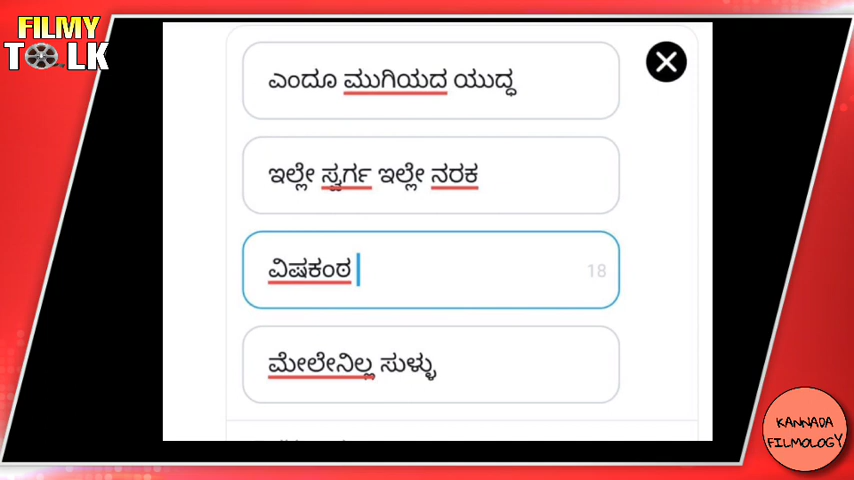 FILMY
TALK
ಎಂದೂ ಮುಗಿಯದ ಯುದ್ಧ
ಇಲ್ಲೇ ಸ್ವರ್ಗ ಇಲ್ಲೇ ನರಕ
ವಿಷಕಂಠ
18
ಮೇಲೇನಿಲ್ಲ ಸುಳ್ಳು
KANNADA
FILMOLOGY